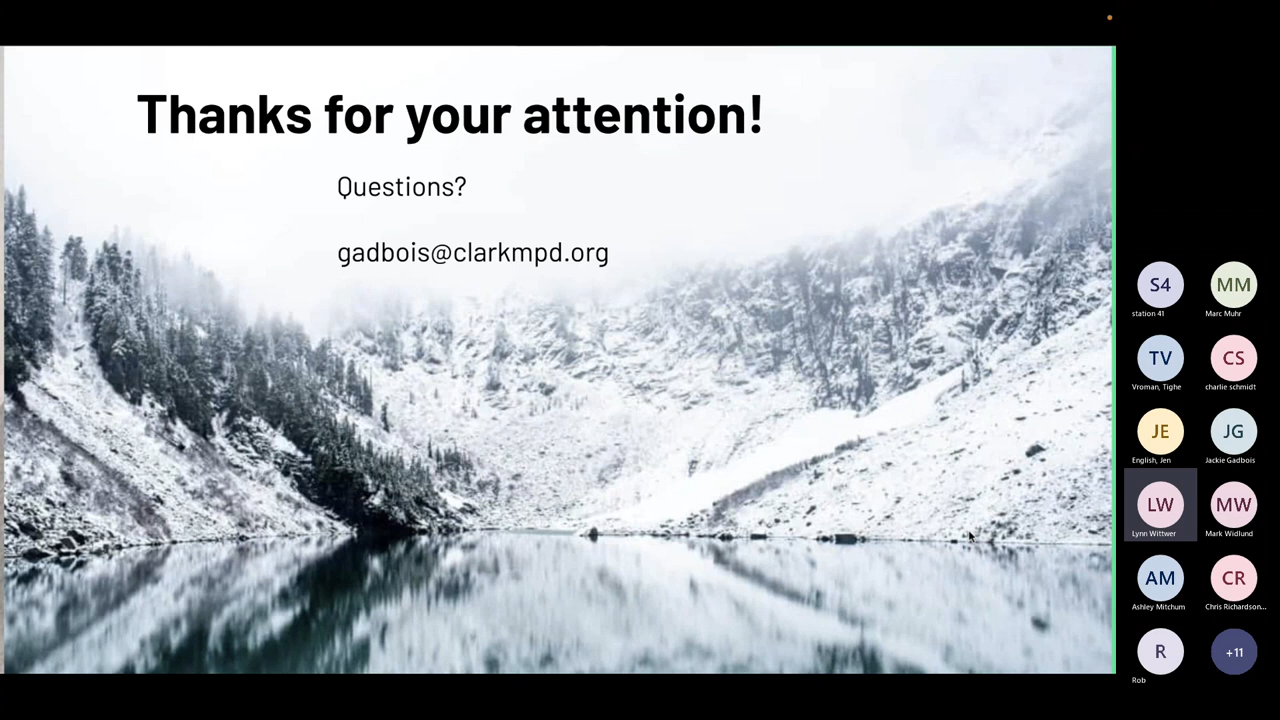 Thanks for your attention!
Questions?
gadbois@clarkmpd.org
S4
MM
station 41
Marc Muhr
TV
CS
Vroman, Tighe
charlie schmidt
JE
JG
English, Jen
Jackie Gadbois
LW
MW
Lynn Wittwer
Mark Widlund
AM
CR
Ashley Mitchum
Chris Richardson...
R
+11
Rob